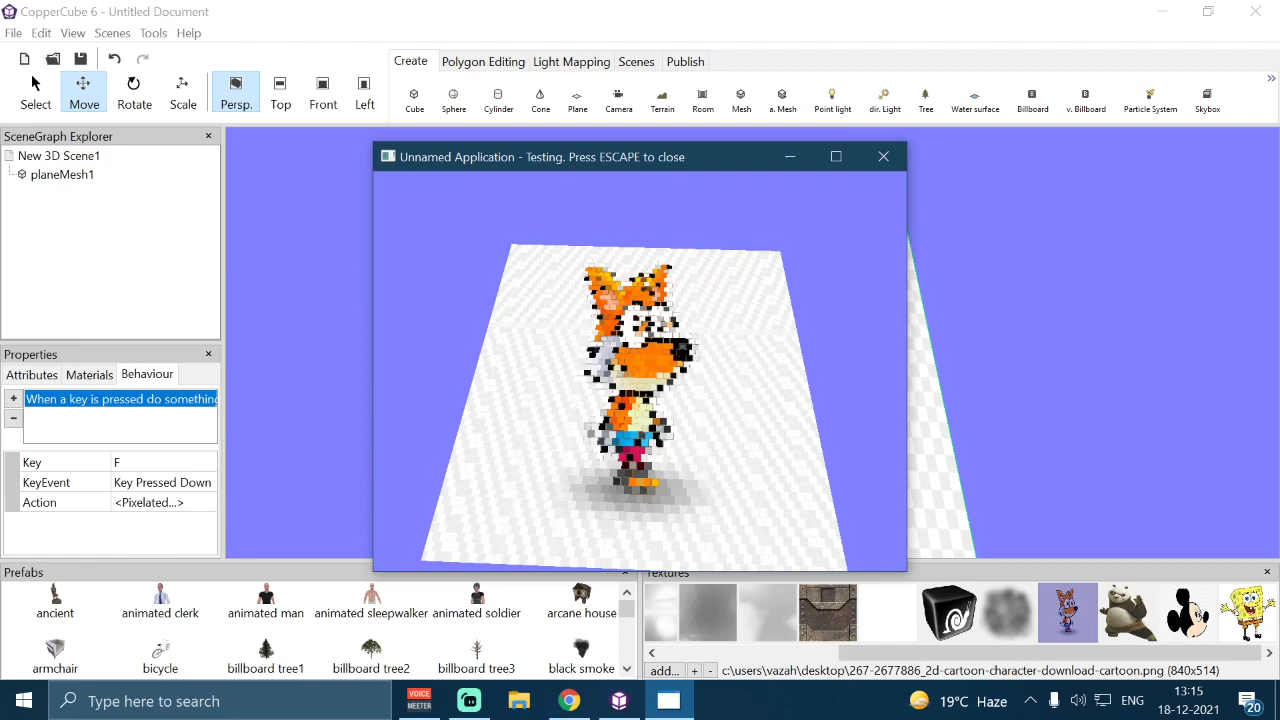 CopperCube 6 - Untitled Document
File Edit View Scenes Tools Help
Create Polygon Editing Light Mapping Scenes Publish
Select Move Rotate Scale Persp. Top Front Left
Cube Sphere Cylinder Cone Plane Camera Terrain Room Mesh a. Mesh Point light dir. Light Tree Water surface Billboard v. Billboard Particle System Skybox
SceneGraph Explorer
New 3D Scene1
planeMesh1
Unnamed Application - Testing. Press ESCAPE to close
Properties
Attributes Materials Behaviour
When a key is pressed do something
Key F
KeyEvent Key Pressed Down
Action <Pixelated...>
Prefabs
Textures
ancient animated clerk animated man animated sleepwalker animated soldier arcane house
armchair bicycle billboard tree1 billboard tree2 billboard tree3 black smoke
add... + - c:\users\vazah\desktop\267-2677886_2d-cartoon-character-download-cartoon.png (840x514)
Type here to search
VOICE
MEETER
19°C Haze
ENG
13:15
18-12-2021
20